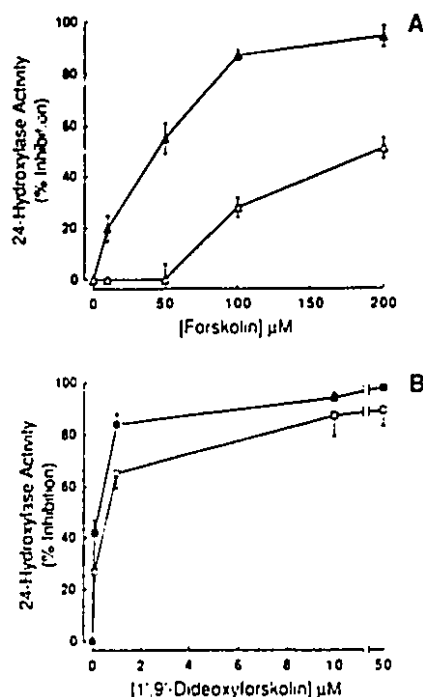 A
24-Hydroxylase Activity
(% Inhibition)
100
80
60
40
20
0
0 50 100 150 200
[Forskolin] µM
B
24-Hydroxylase Activity
(% Inhibition)
100
80
60
40
20
0
0 2 4 6 8 10 50
[1',9'-Dideoxyforskolin] µM